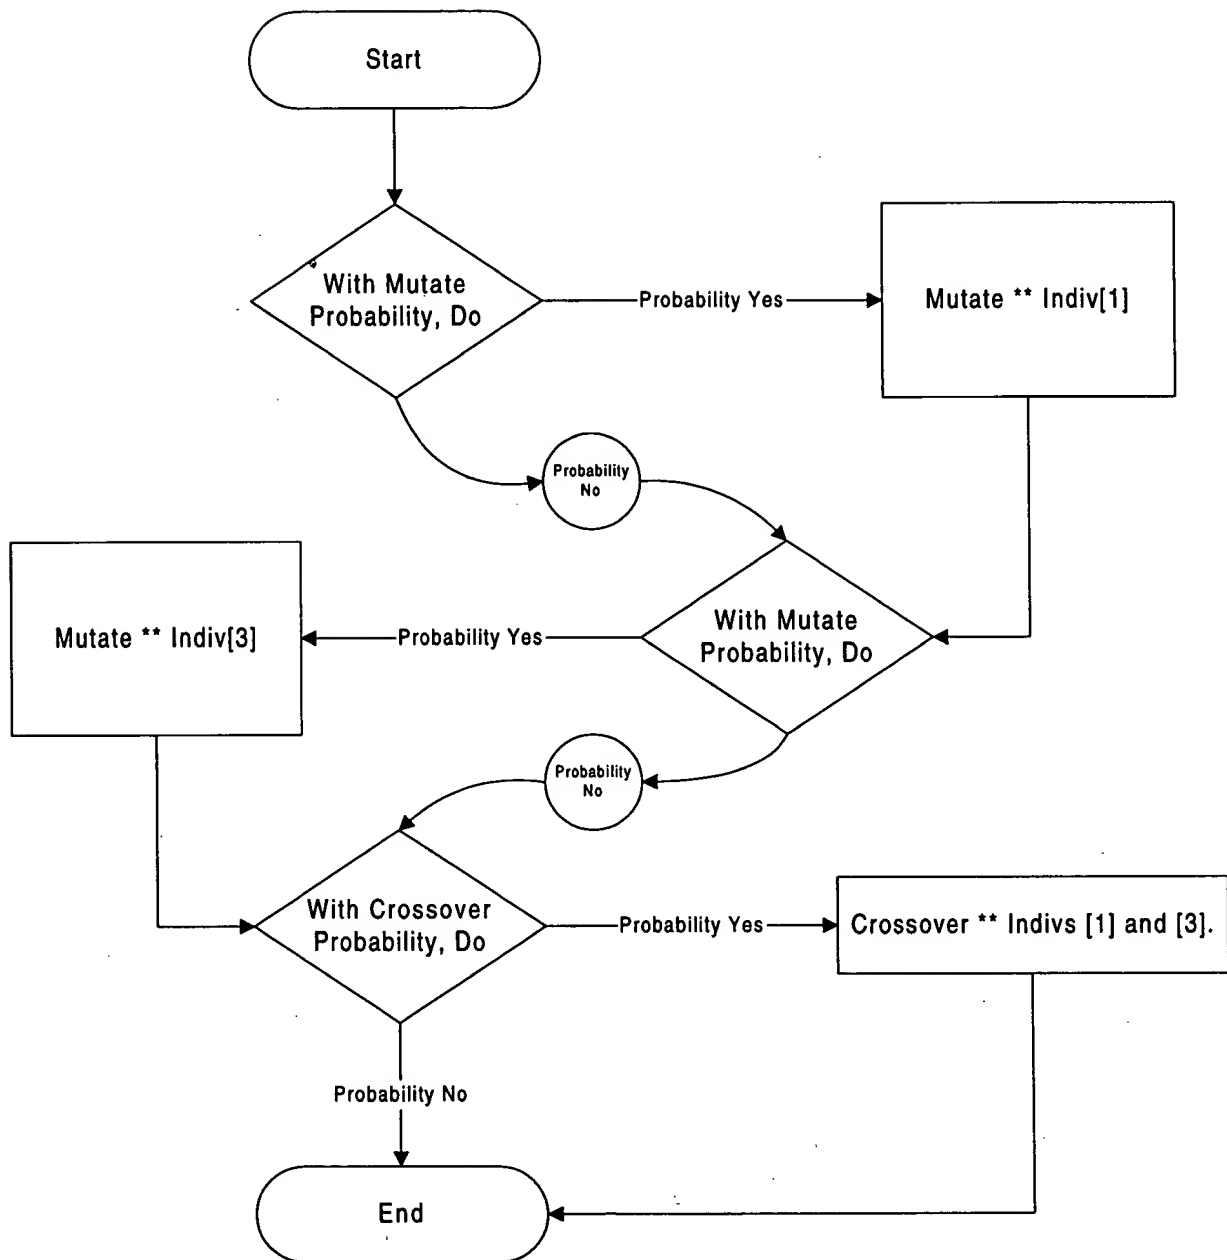 Start
With Mutate
Probability, Do
Probability Yes
Mutate ** Indiv[1]
Probability
No
Mutate ** Indiv[3]
Probability Yes
With Mutate
Probability, Do
Probability
No
With Crossover
Probability, Do
Probability Yes
Crossover ** Indivs [1] and [3].
Probability No
End